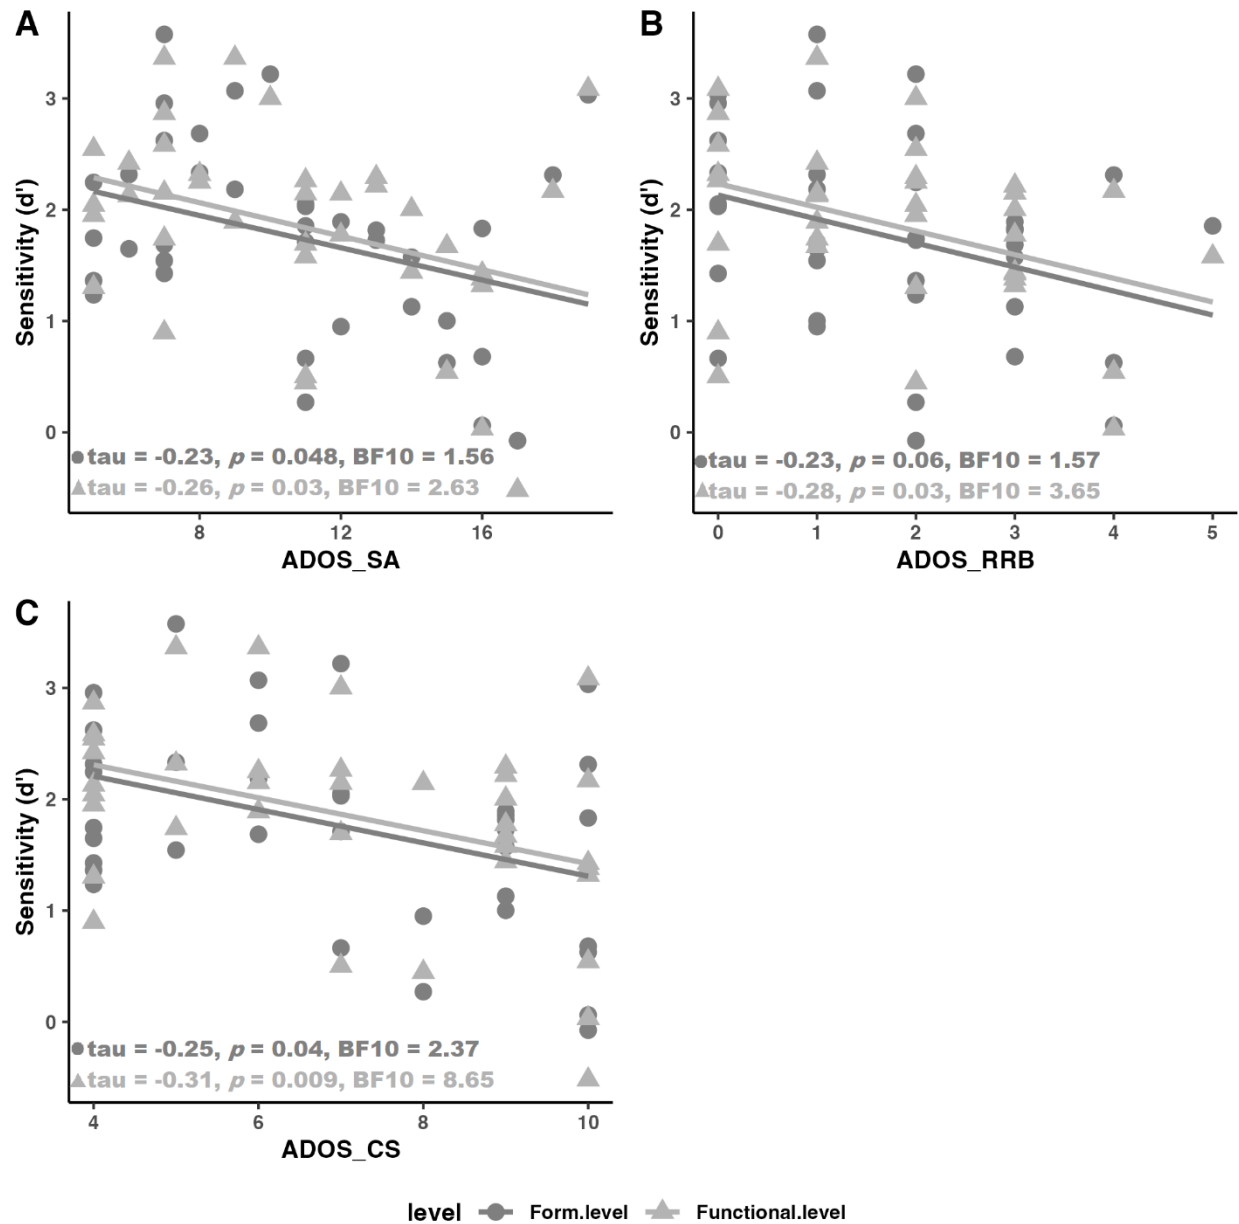 A
Sensitivity (d')
3
2
1
0
tau = -0.23, p = 0.048, BF10 = 1.56
tau = -0.26, p = 0.03, BF10 = 2.63
8 12 16
ADOS_SA
B
Sensitivity (d')
3
2
1
0
tau = -0.23, p = 0.06, BF10 = 1.57
tau = -0.28, p = 0.03, BF10 = 3.65
0 1 2 3 4 5
ADOS_RRB
C
Sensitivity (d')
3
2
1
0
tau = -0.25, p = 0.04, BF10 = 2.37
tau = -0.31, p = 0.009, BF10 = 8.65
4 6 8 10
ADOS_CS
level Form.level Functional.level